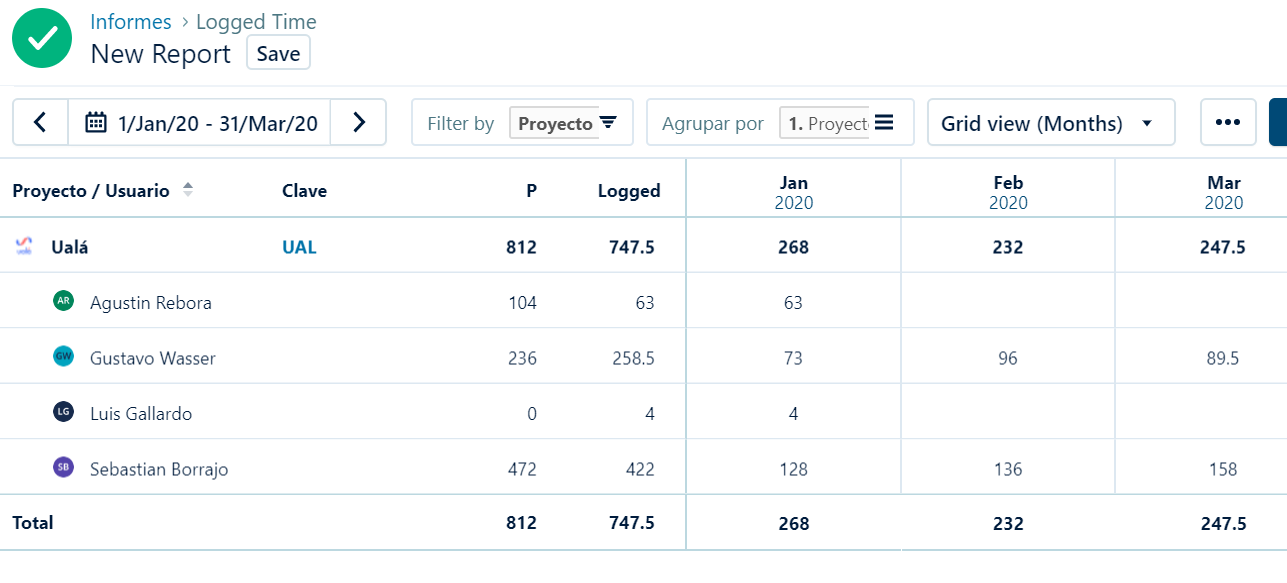 Informes > Logged Time
New Report Save
1/Jan/20 - 31/Mar/20 Filter by Proyecto Agrupar por 1. Proyect Grid view (Months)
Proyecto / Usuario Clave P Logged Jan 2020 Feb 2020 Mar 2020
Ualá UAL 812 747.5 268 232 247.5
AR Agustin Rebora 104 63 63
GW Gustavo Wasser 236 258.5 73 96 89.5
LG Luis Gallardo 0 4 4
SB Sebastian Borrajo 472 422 128 136 158
Total 812 747.5 268 232 247.5